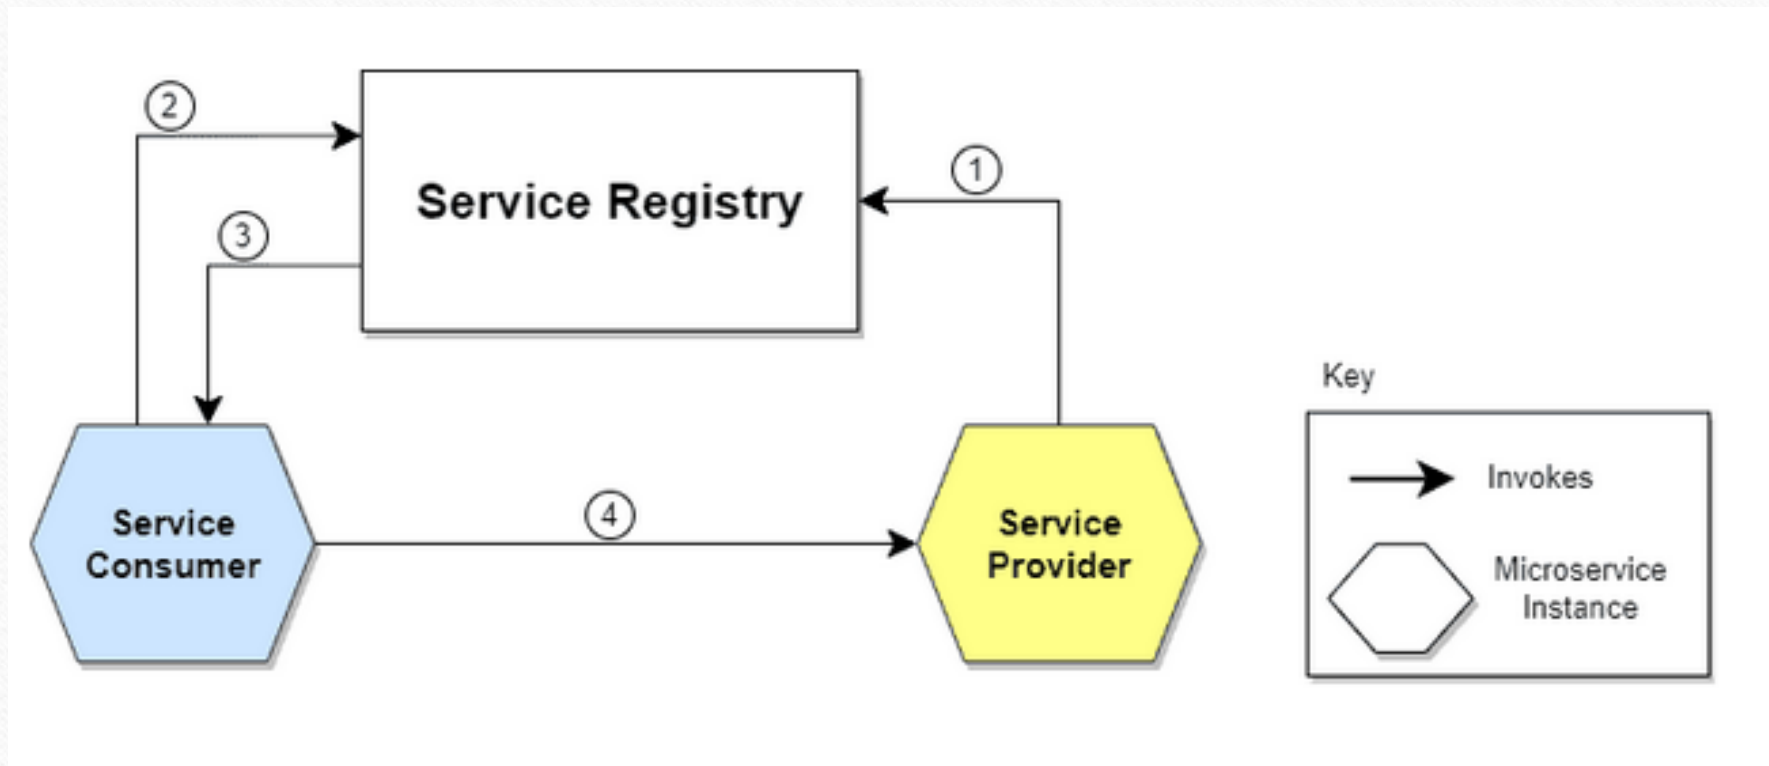 2
1
Service Registry
3
Key
Invokes
4
Service
Consumer
Service
Provider
Microservice
Instance